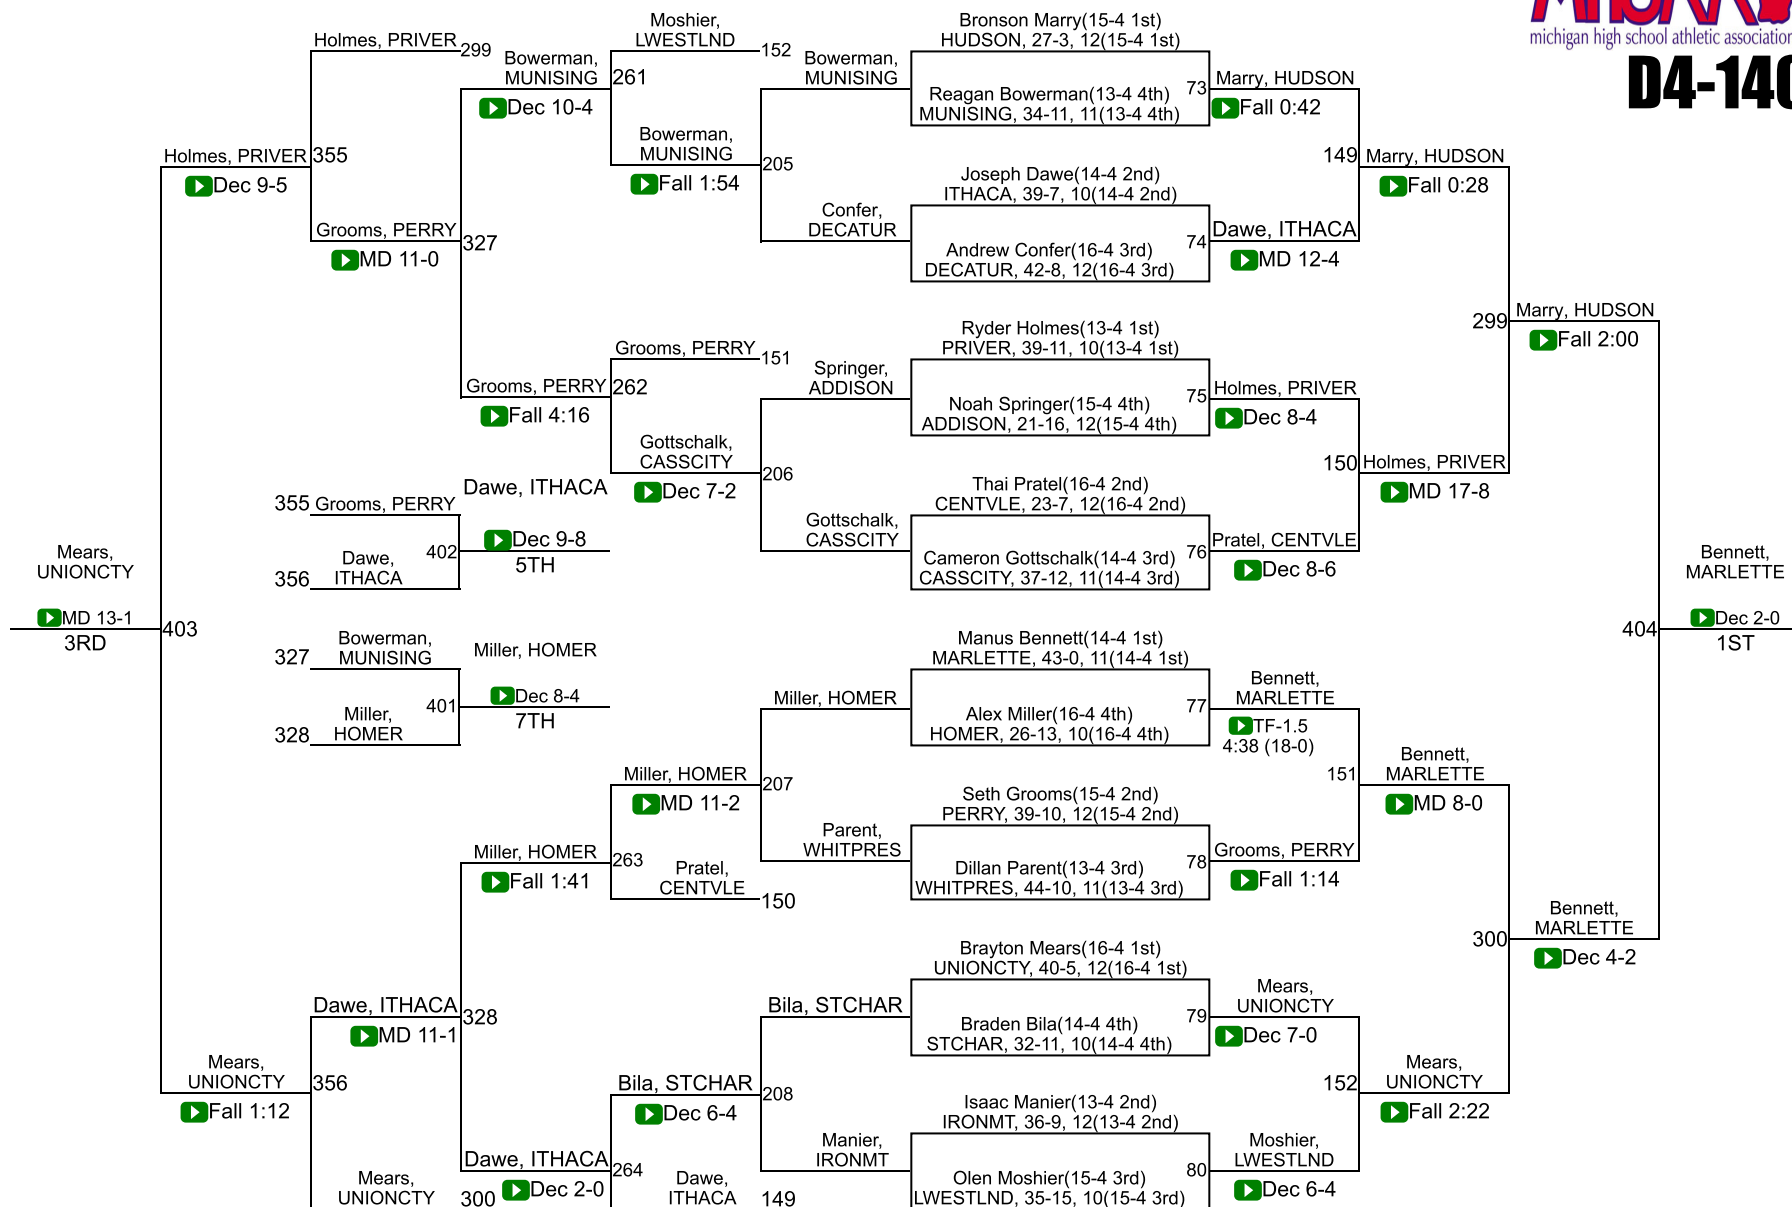 MHSAA
michigan high school athletic association
D4-140
Holmes, PRIVER
299
Bowerman,
MUNISING
Dec 10-4
261
Moshier,
LWESTLND
152
Bowerman,
MUNISING
Fall 1:54
205
Bowerman,
MUNISING
Confer,
DECATUR
Bronson Marry(15-4 1st)
HUDSON, 27-3, 12(15-4 1st)
Reagan Bowerman(13-4 4th)
MUNISING, 34-11, 11(13-4 4th)
73
Marry, HUDSON
Fall 0:42
Joseph Dawe(14-4 2nd)
ITHACA, 39-7, 10(14-4 2nd)
Andrew Confer(16-4 3rd)
DECATUR, 42-8, 12(16-4 3rd)
74
Dawe, ITHACA
MD 12-4
149
Marry, HUDSON
Fall 0:28
Holmes, PRIVER
Dec 9-5
355
Grooms, PERRY
MD 11-0
327
Grooms, PERRY
Fall 4:16
262
Grooms, PERRY
151
Gottschalk,
CASSCITY
Dec 7-2
206
Springer,
ADDISON
Gottschalk,
CASSCITY
Ryder Holmes(13-4 1st)
PRIVER, 39-11, 10(13-4 1st)
Noah Springer(15-4 4th)
ADDISON, 21-16, 12(15-4 4th)
75
Holmes, PRIVER
Dec 8-4
Thai Pratel(16-4 2nd)
CENTVLE, 23-7, 12(16-4 2nd)
Cameron Gottschalk(14-4 3rd)
CASSCITY, 37-12, 11(14-4 3rd)
76
Pratel, CENTVLE
Dec 8-6
150
Holmes, PRIVER
MD 17-8
299
Marry, HUDSON
Fall 2:00
355
Grooms, PERRY
356
Dawe,
ITHACA
402
Dawe, ITHACA
Dec 9-8
5TH
Mears,
UNIONCTY
MD 13-1
3RD
403
327
Bowerman,
MUNISING
328
Miller,
HOMER
401
Miller, HOMER
Dec 8-4
7TH
404
Bennett,
MARLETTE
Dec 2-0
1ST
Miller, HOMER
Parent,
WHITPRES
Manus Bennett(14-4 1st)
MARLETTE, 43-0, 11(14-4 1st)
Alex Miller(16-4 4th)
HOMER, 26-13, 10(16-4 4th)
77
Bennett,
MARLETTE
TF-1.5
4:38 (18-0)
Miller, HOMER
MD 11-2
207
Seth Grooms(15-4 2nd)
PERRY, 39-10, 12(15-4 2nd)
Dillan Parent(13-4 3rd)
WHITPRES, 44-10, 11(13-4 3rd)
78
Grooms, PERRY
Fall 1:14
151
Bennett,
MARLETTE
MD 8-0
Miller, HOMER
Fall 1:41
263
Pratel,
CENTVLE
150
300
Bennett,
MARLETTE
Dec 4-2
Dawe, ITHACA
MD 11-1
328
Bila, STCHAR
Manier,
IRONMT
Brayton Mears(16-4 1st)
UNIONCTY, 40-5, 12(16-4 1st)
Braden Bila(14-4 4th)
STCHAR, 32-11, 10(14-4 4th)
79
Mears,
UNIONCTY
Dec 7-0
Mears,
UNIONCTY
Fall 1:12
356
Bila, STCHAR
Dec 6-4
208
Isaac Manier(13-4 2nd)
IRONMT, 36-9, 12(13-4 2nd)
Olen Moshier(15-4 3rd)
LWESTLND, 35-15, 10(15-4 3rd)
80
Moshier,
LWESTLND
Dec 6-4
152
Mears,
UNIONCTY
Fall 2:22
Mears,
UNIONCTY
300
Dawe, ITHACA
Dec 2-0
264
Dawe,
ITHACA
149